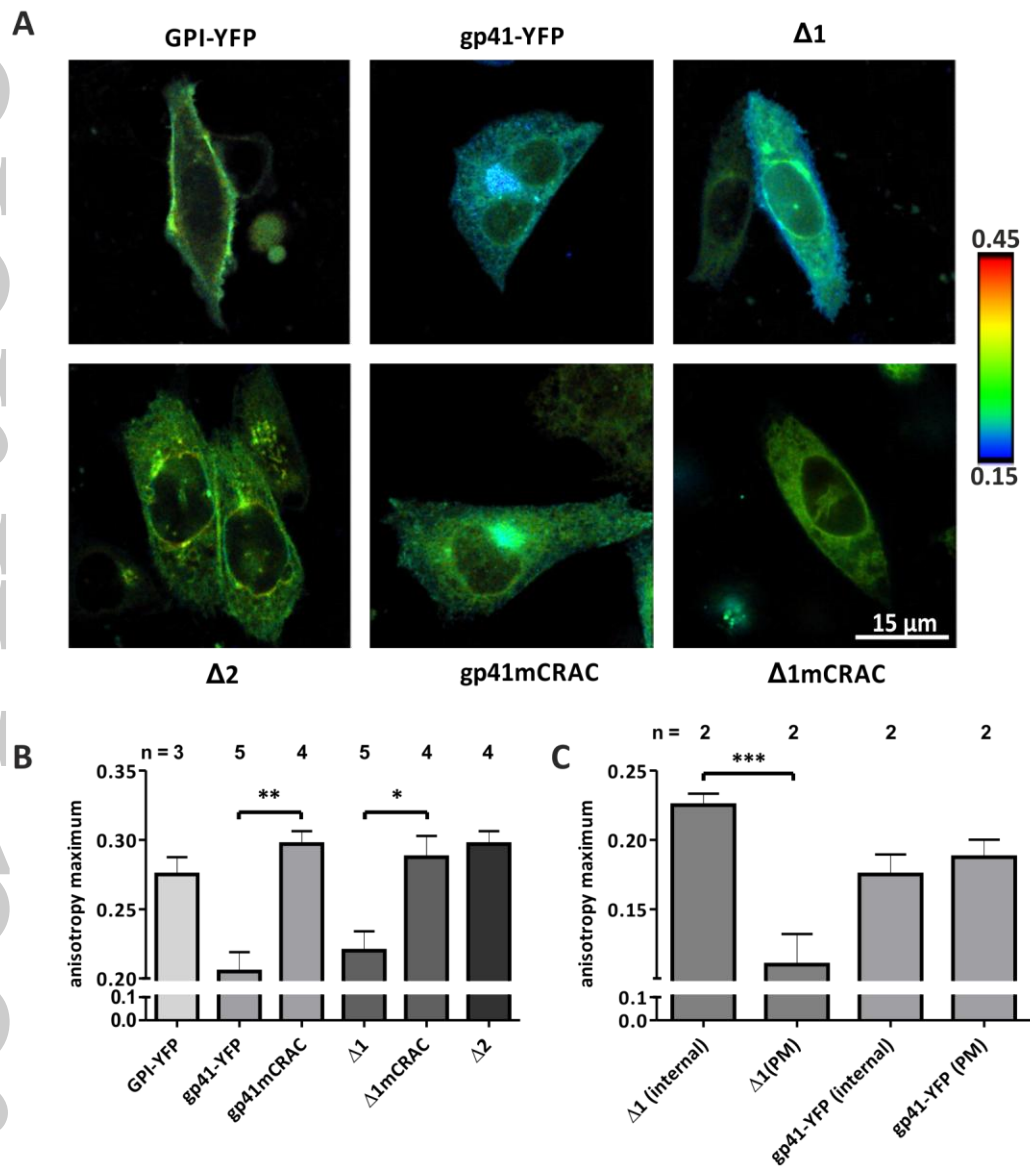 A
GPI-YFP gp41-YFP Δ1
0.45
0.15
15 µm
Δ2 gp41mCRAC Δ1mCRAC
B
n = 3 5 4 5 4 4
** *
anisotropy maximum
0.35
0.30
0.25
0.20
0.1
0.0
GPI-YFP gp41-YFP gp41mCRAC Δ1 Δ1mCRAC Δ2
C
n = 2 2 2 2
***
anisotropy maximum
0.25
0.20
0.15
0.1
0.0
Δ1 (internal) Δ1(PM) gp41-YFP (internal) gp41-YFP (PM)